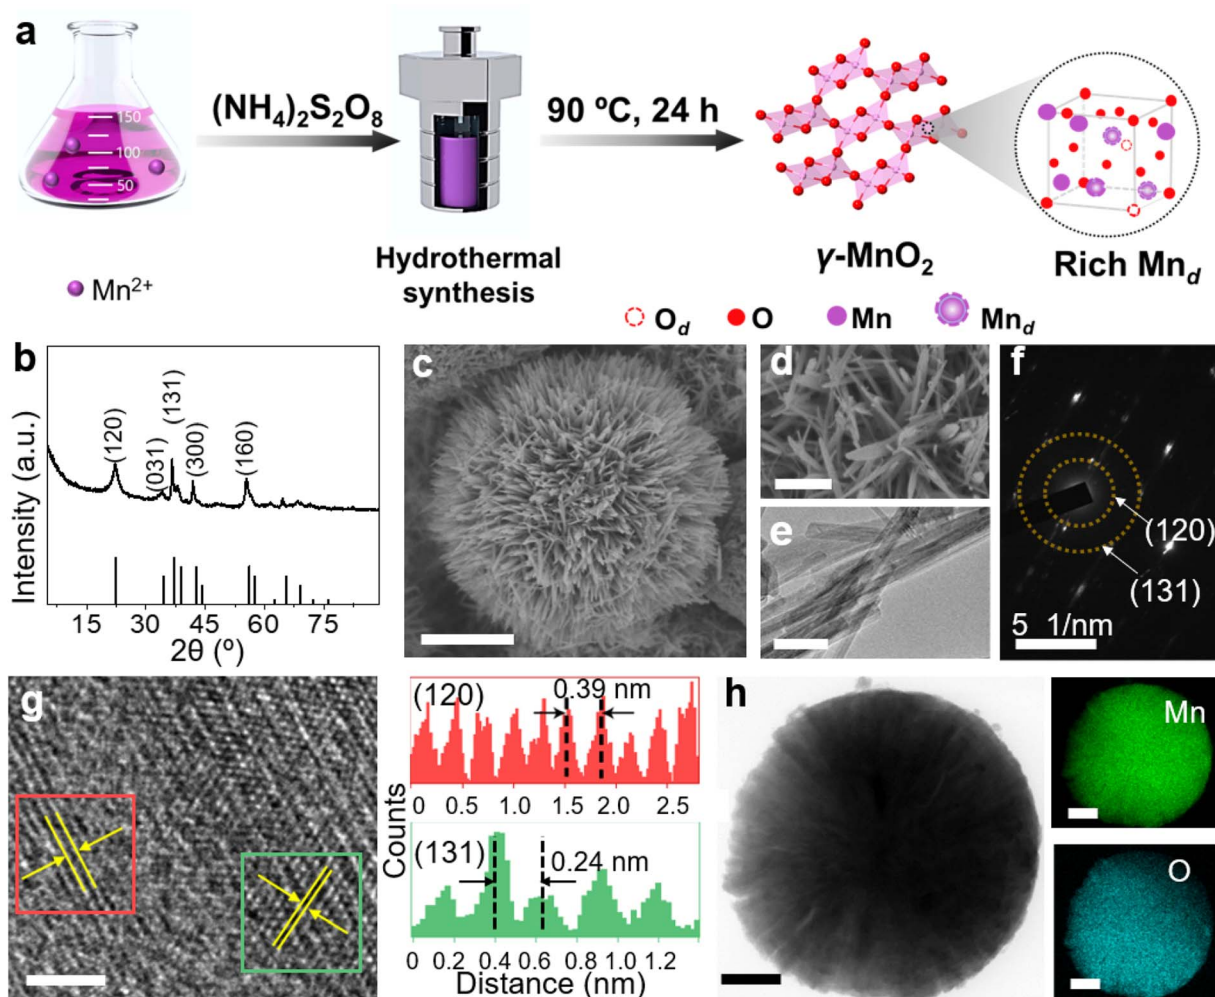 a
150
100
50
(NH₄)₂S₂O₈
90 ºC, 24 h
Mn²⁺
Hydrothermal
synthesis
γ-MnO₂
Rich Mn_d
O_d
O
Mn
Mn_d
b
Intensity (a.u.)
(120)
(031)
(131)
(300)
(160)
15 30 45 60 75
2θ (º)
c
d
e
f
(120)
(131)
5 1/nm
g
Counts
(120)
0.39 nm
0 0.5 1.0 1.5 2.0 2.5
(131)
0.24 nm
0 0.2 0.4 0.6 0.8 1.0 1.2
Distance (nm)
h
Mn
O